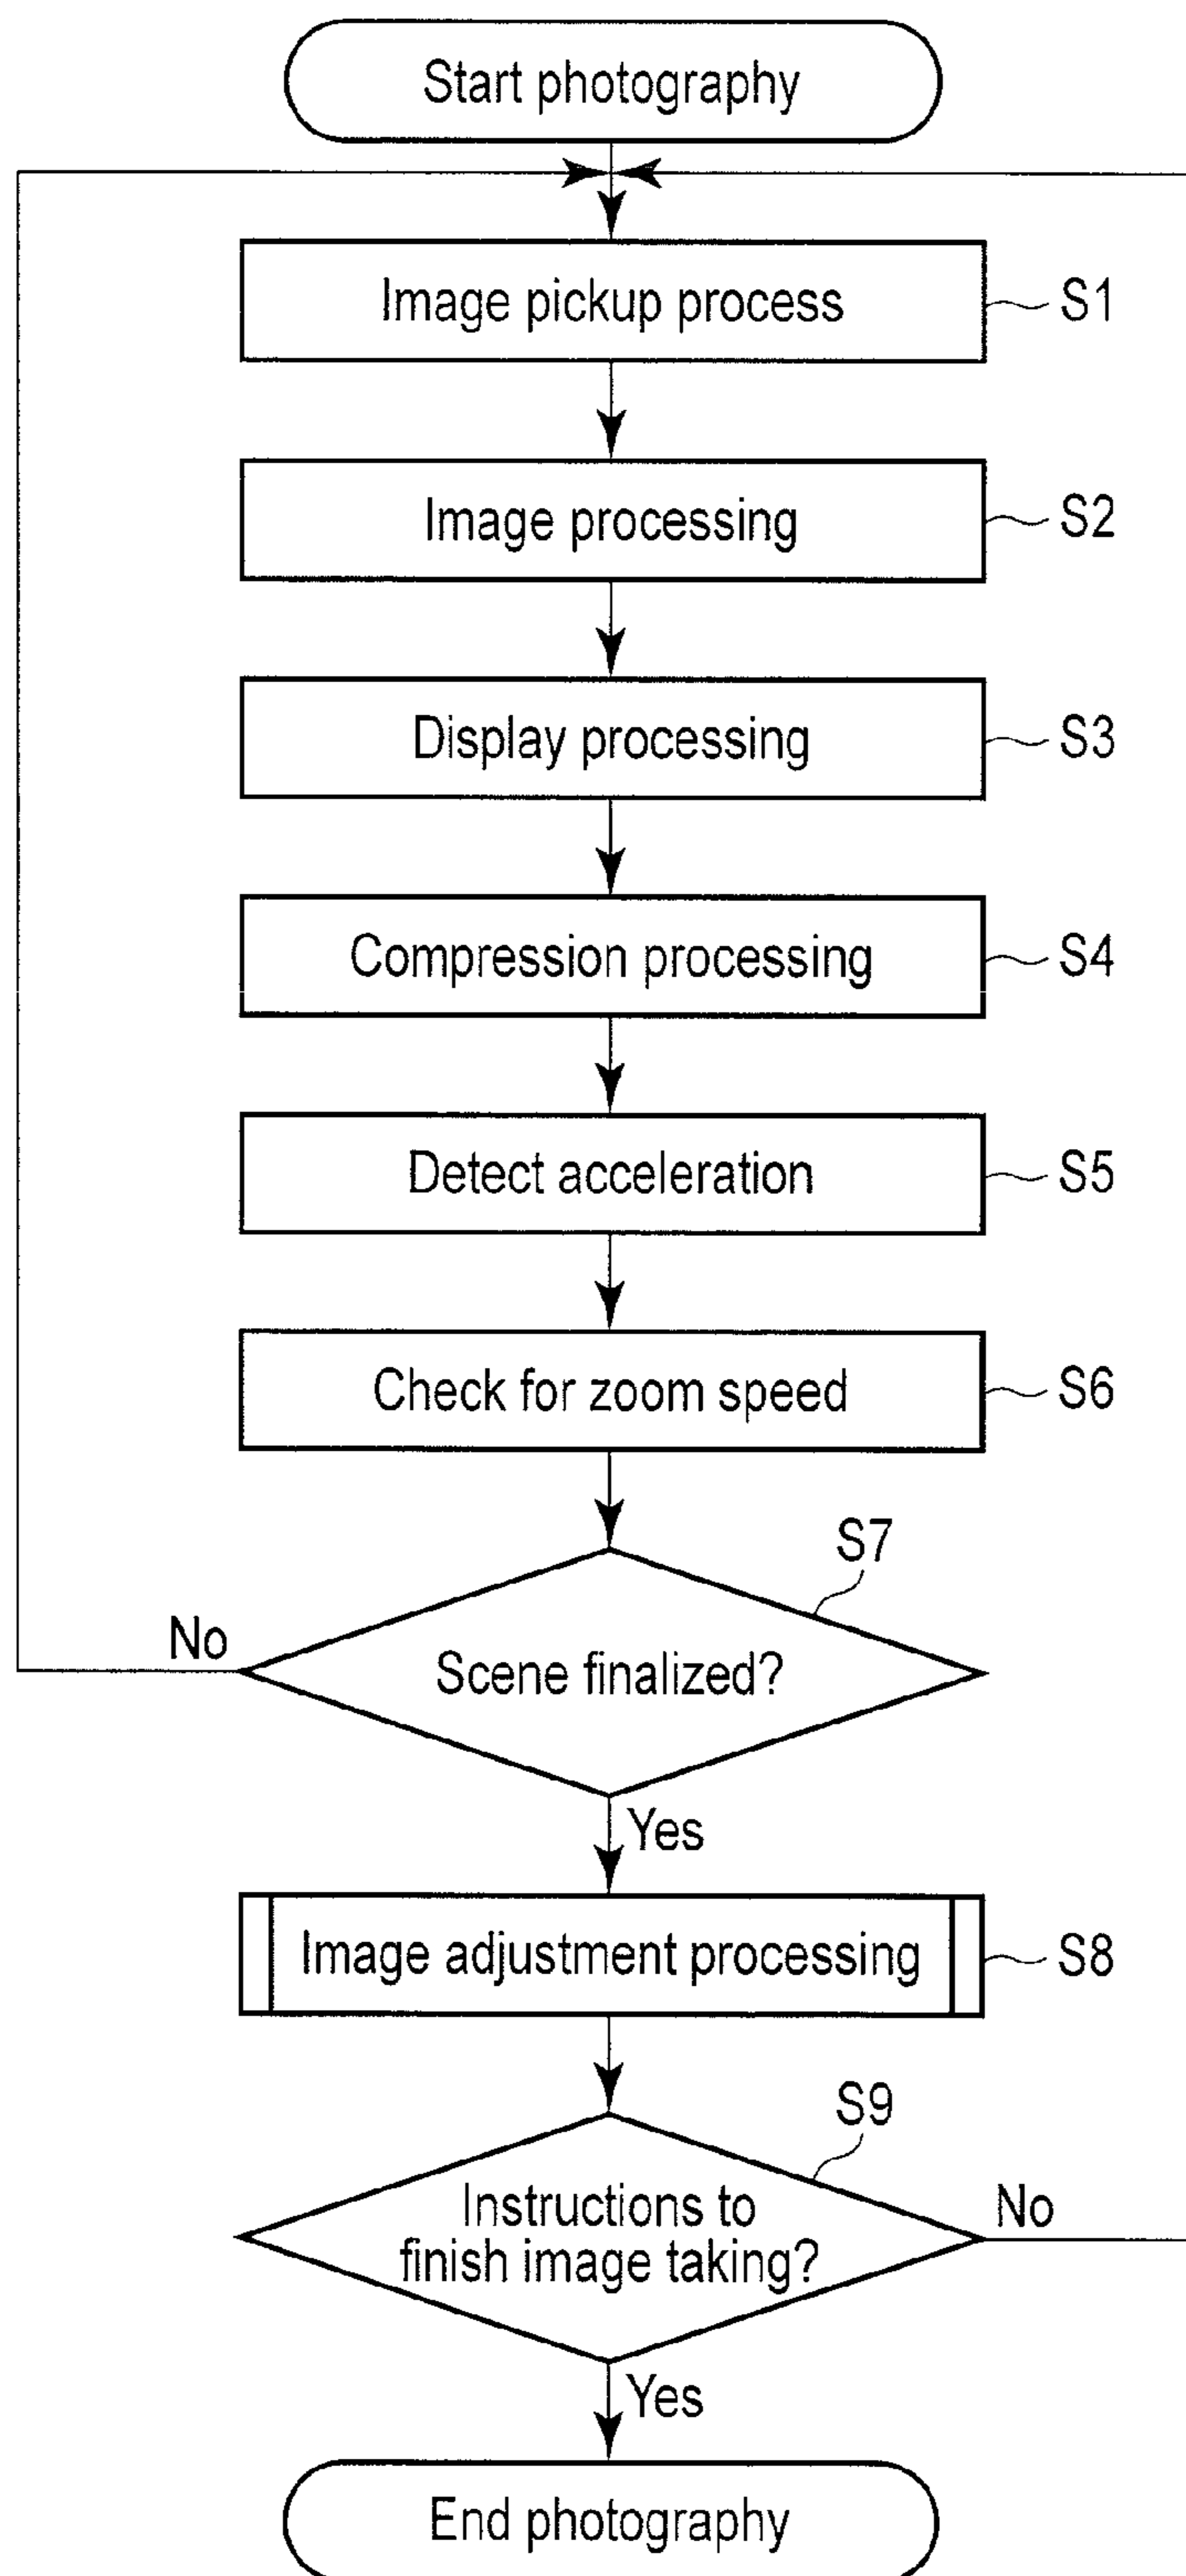 Start photography
Image pickup process
S1
Image processing
S2
Display processing
S3
Compression processing
S4
Detect acceleration
S5
Check for zoom speed
S6
S7
No
Scene finalized?
Yes
Image adjustment processing
S8
S9
Instructions to
finish image taking?
No
Yes
End photography